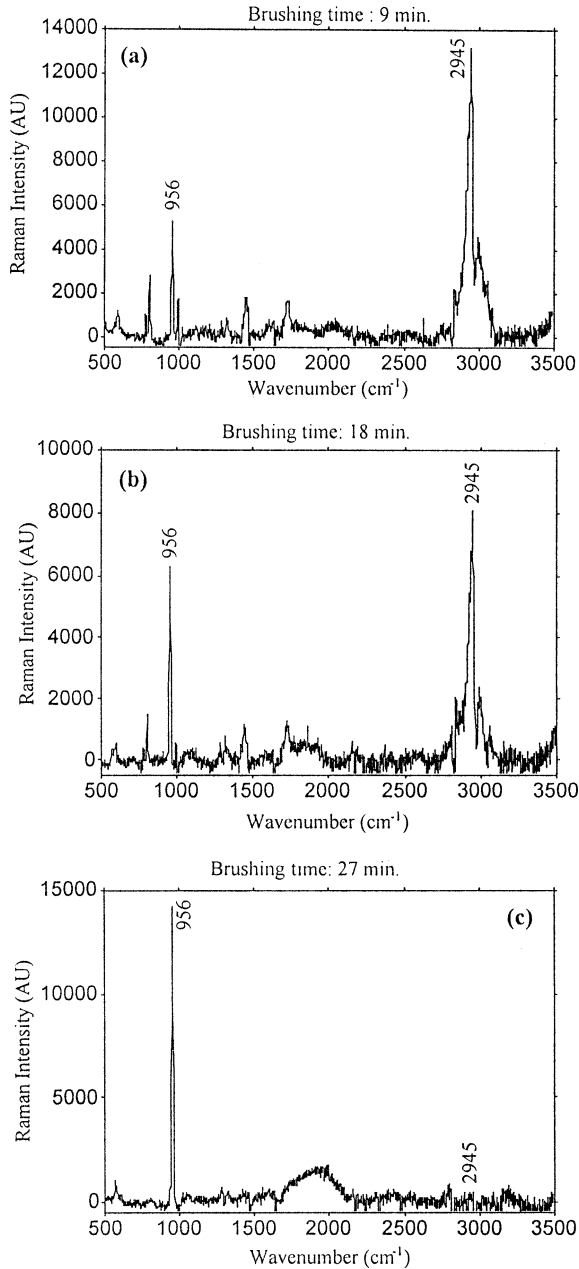 Brushing time : 9 min.
14000
12000
10000
8000
6000
4000
2000
0
Raman Intensity (AU)
(a)
956
2945
500 1000 1500 2000 2500 3000 3500
Wavenumber (cm-1)
Brushing time: 18 min.
10000
8000
6000
4000
2000
0
Raman Intensity (AU)
(b)
956
2945
500 1000 1500 2000 2500 3000 3500
Wavenumber (cm-1)
Brushing time: 27 min.
15000
10000
5000
0
Raman Intensity (AU)
956
(c)
2945
500 1000 1500 2000 2500 3000 3500
Wavenumber (cm-1)